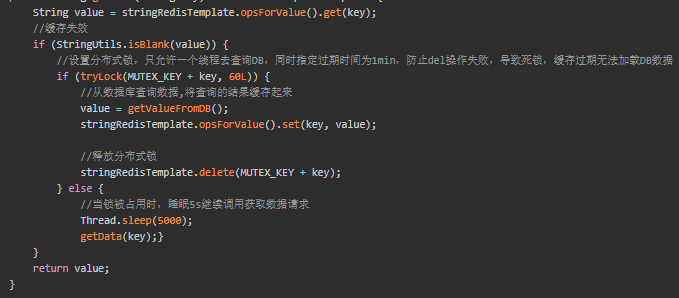 String value = stringRedisTemplate.opsForValue().get(key);
//缓存失效
if (StringUtils.isBlank(value)) {
//设置分布式锁，只允许一个线程去查询DB，同时指定过期时间为1min，防止del操作失败，导致死锁，缓存过期无法加载DB数据
if (tryLock(MUTEX_KEY + key, 60L)) {
//从数据库查询数据,将查询的结果缓存起来
value = getValueFromDB();
stringRedisTemplate.opsForValue().set(key, value);
//释放分布式锁
stringRedisTemplate.delete(MUTEX_KEY + key);
} else {
//当锁被占用时，睡眠5s继续调用获取数据请求
Thread.sleep(5000);
getData(key);}
}
return value;
}